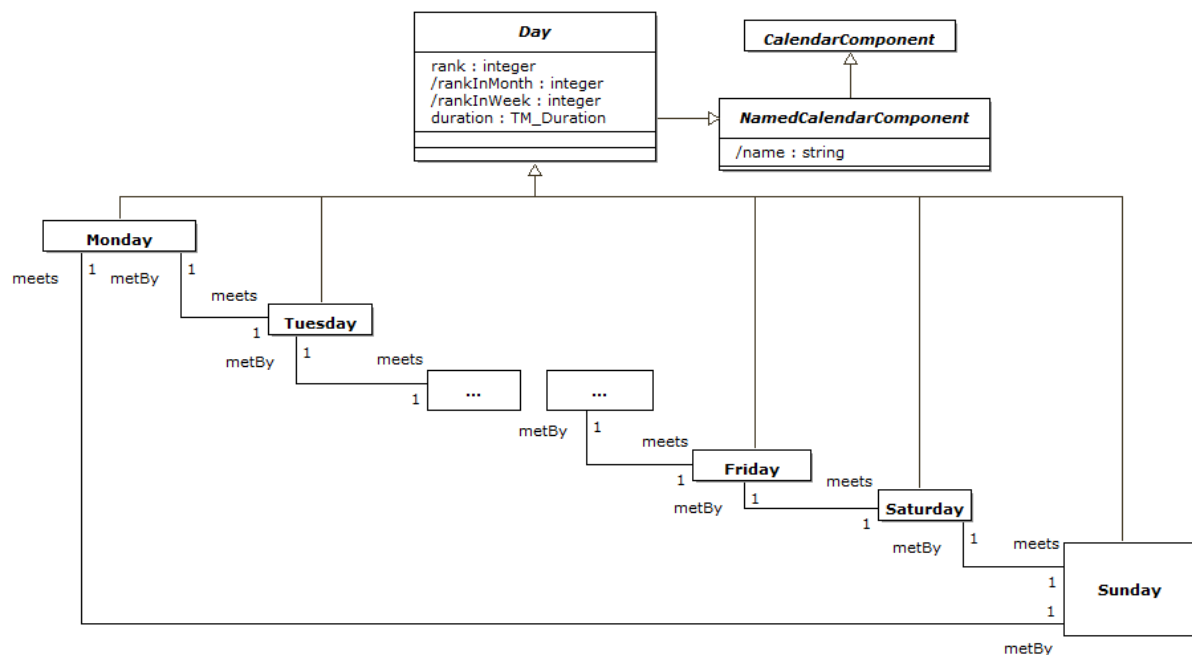 Day
rank : integer
/rankInMonth : integer
/rankInWeek : integer
duration : TM_Duration
CalendarComponent
NamedCalendarComponent
/name : string
Monday
meets
1
metBy
1
meets
1
Tuesday
metBy
1
meets
1
...
...
metBy
1
meets
1
Friday
metBy
1
meets
1
Saturday
metBy
1
meets
1
Sunday
1
metBy